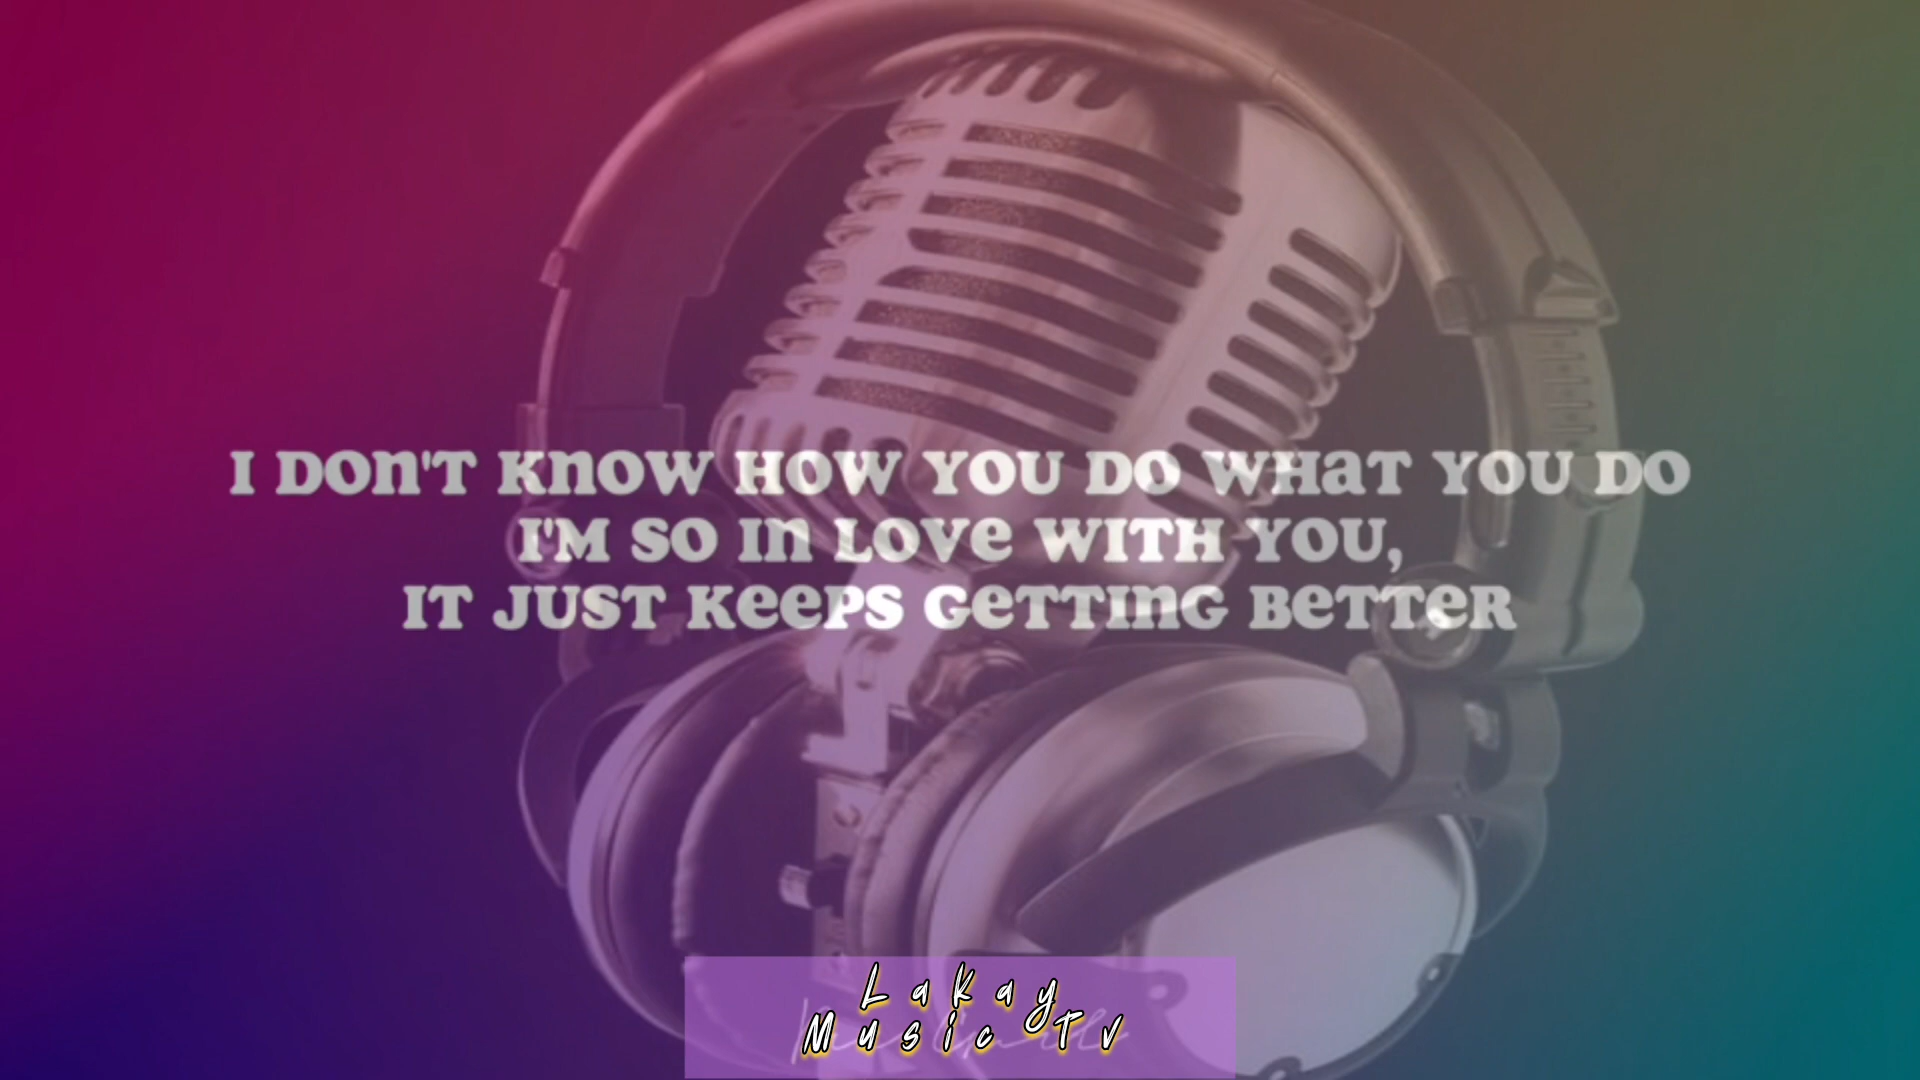 I DON'T KNOW HOW YOU DO WHAT YOU DO
I'M SO IN LOVE WITH YOU,
IT JUST KEEPS GETTING BETTER
LaKay
Music Tv